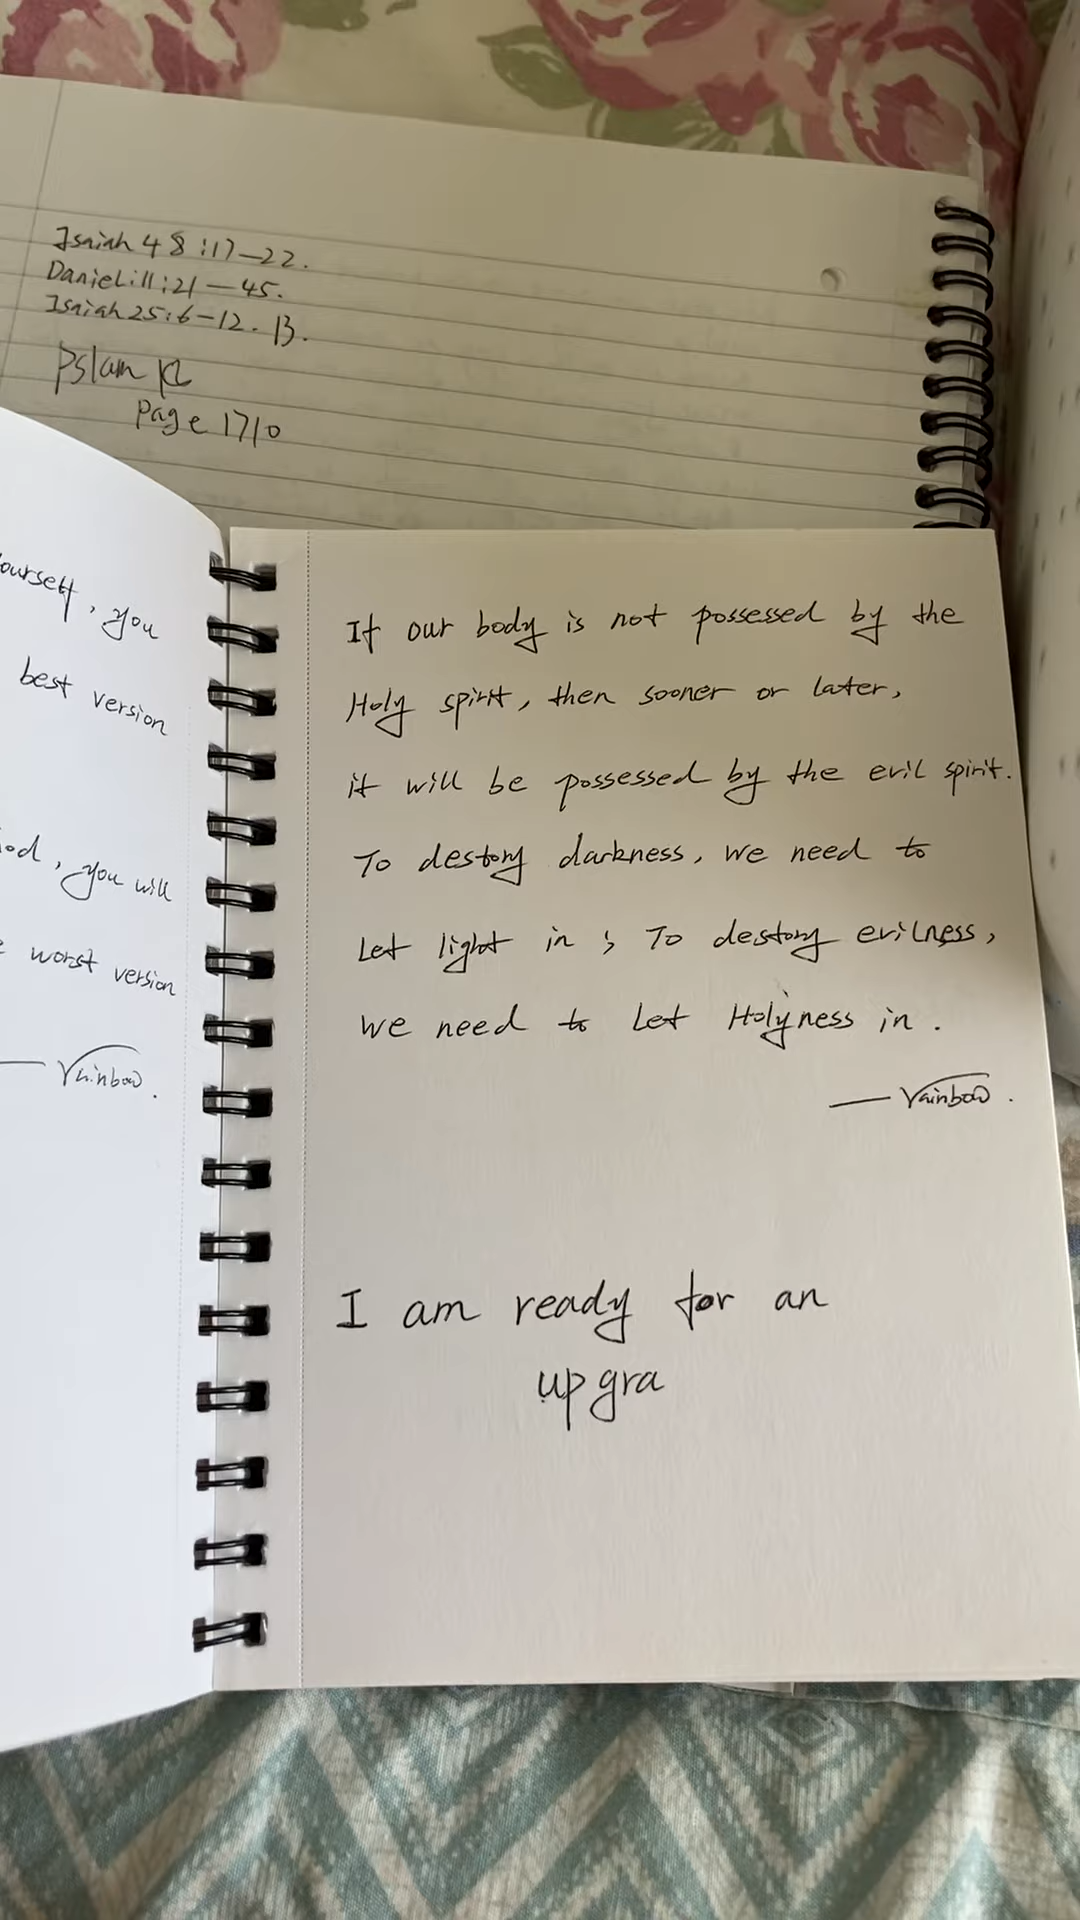 Isaiah 48:17—22.
Daniel:11:21—45.
Isaiah 25:6—12. 13.
Pslam
Page 1710
yourself, you
best version
God, you will
worst version
— Vainbow.
If our body is not possessed by the
Holy spirit, then sooner or later,
it will be possessed by the evil spirit.
To destory darkness, we need to
Let light in ; To destory evilness,
we need to Let Holyness in .
— Vainbow .
I am ready for an
upgra